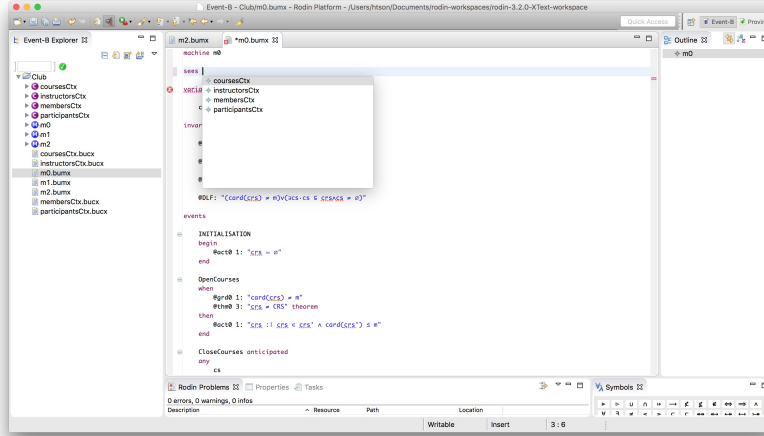 Event-B - Club/m0.bumx - Rodin Platform - /Users/htson/Documents/rodin-workspaces/rodin-3.2.0-XText-workspace
Quick Access
Event-B
Provin
Event-B Explorer
Club
coursesCtx
instructorsCtx
membersCtx
participantsCtx
m0
m1
m2
coursesCtx.bucx
instructorsCtx.bucx
m0.bumx
m1.bumx
m2.bumx
membersCtx.bucx
participantsCtx.bucx
m2.bumx
*m0.bumx
machine m0
sees
coursesCtx
instructorsCtx
membersCtx
participantsCtx
varia
c
invar
@
@
@
@DLF: "(card(crs) ≠ m)∨(∃cs·cs ⊆ crs∧cs ≠ ∅)"
events
INITIALISATION
begin
@act0 1: "crs ≔ ∅"
end
OpenCourses
when
@grd0 1: "card(crs) ≠ m"
@thm0 3: "crs ≠ CRS" theorem
then
@act0 1: "crs :∣ crs ⊂ crs' ∧ card(crs') ≤ m"
end
CloseCourses anticipated
any
cs
Outline
m0
Rodin Problems
Properties
Tasks
0 errors, 0 warnings, 0 infos
Description
Resource
Path
Location
Symbols
Writable
Insert
3 : 6